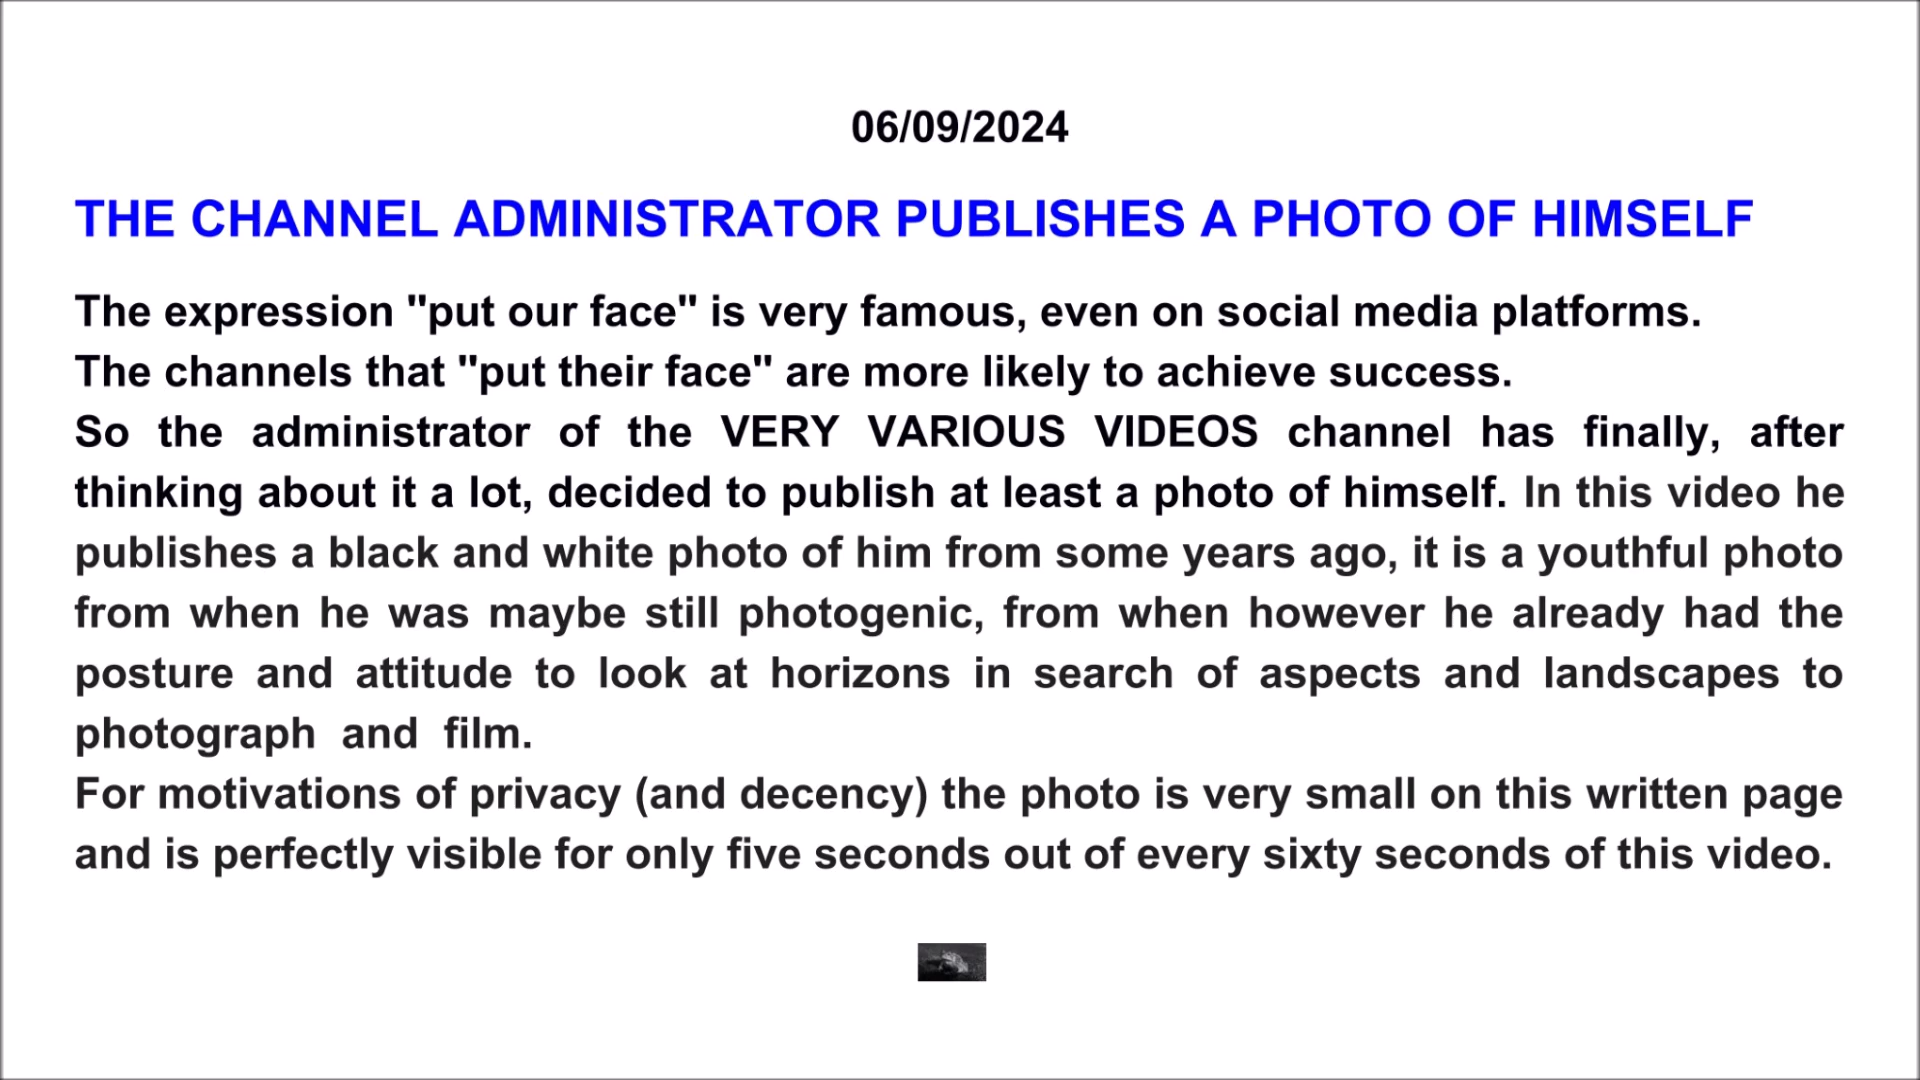 06/09/2024
THE CHANNEL ADMINISTRATOR PUBLISHES A PHOTO OF HIMSELF
The expression "put our face" is very famous, even on social media platforms.
The channels that "put their face" are more likely to achieve success.
So the administrator of the VERY VARIOUS VIDEOS channel has finally, after
thinking about it a lot, decided to publish at least a photo of himself. In this video he
publishes a black and white photo of him from some years ago, it is a youthful photo
from when he was maybe still photogenic, from when however he already had the
posture and attitude to look at horizons in search of aspects and landscapes to
photograph and film.
For motivations of privacy (and decency) the photo is very small on this written page
and is perfectly visible for only five seconds out of every sixty seconds of this video.